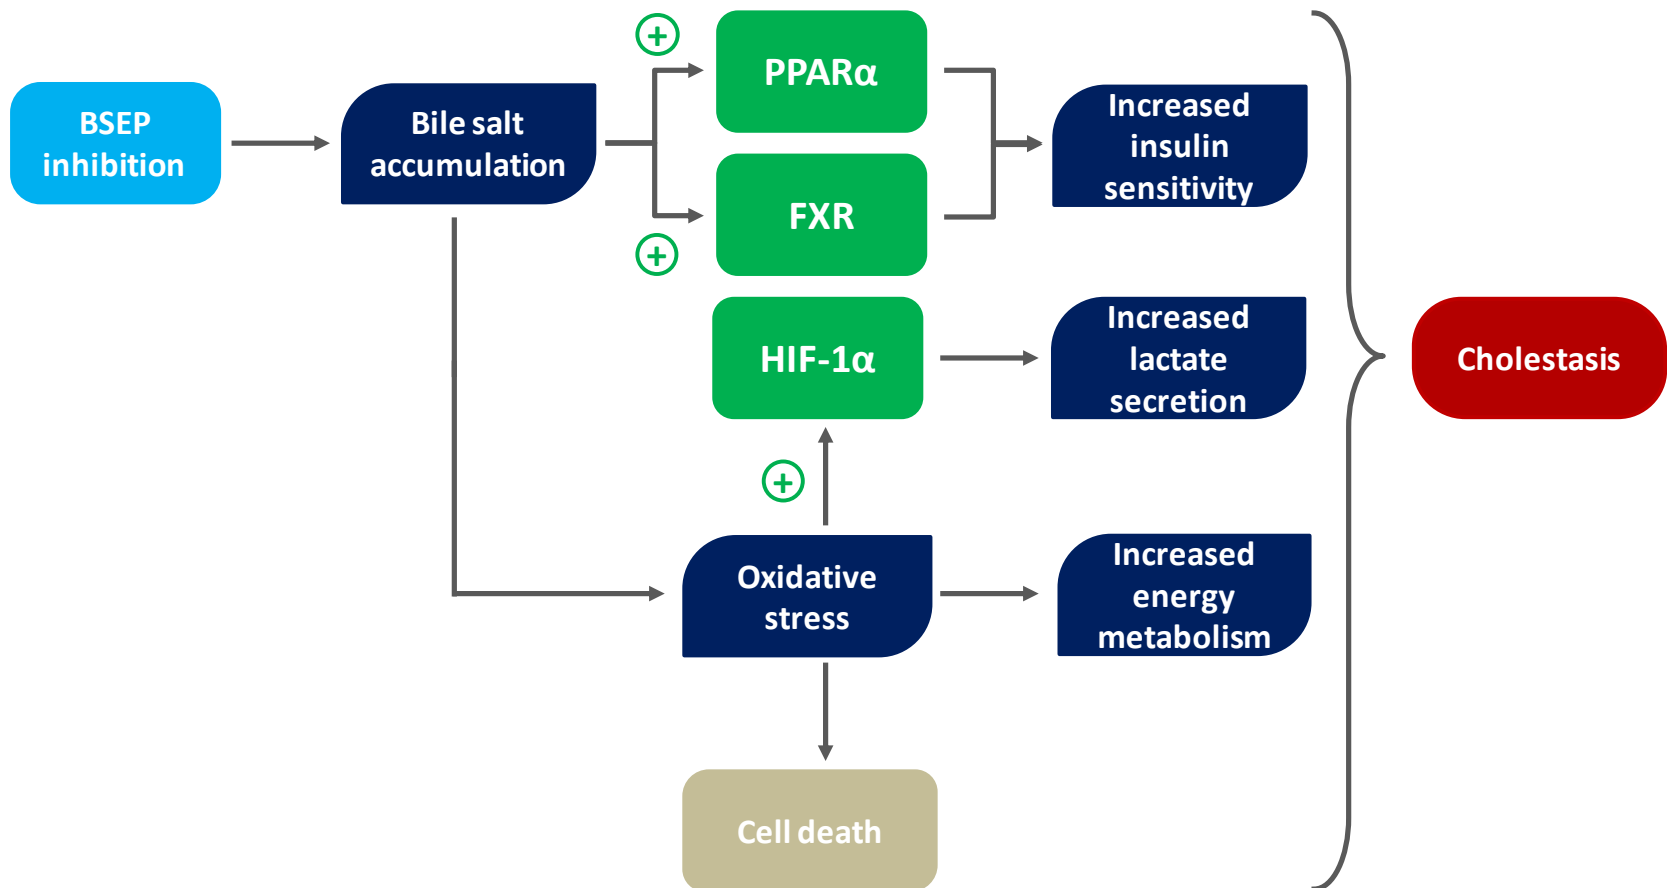 BSEP
inhibition
Bile salt
accumulation
+
PPARα
+
FXR
Increased
insulin
sensitivity
HIF-1α
Increased
lactate
secretion
Cholestasis
+
Oxidative
stress
Increased
energy
metabolism
Cell death